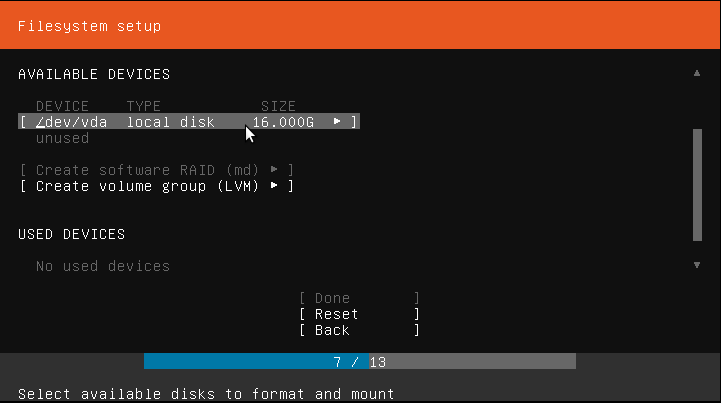 Filesystem setup
AVAILABLE DEVICES
DEVICE TYPE SIZE
[ /dev/vda local disk 16.000G ▸ ]
unused
[ Create software RAID (md) ▸ ]
[ Create volume group (LVM) ▸ ]
USED DEVICES
No used devices
[ Done ]
[ Reset ]
[ Back ]
7 / 13
Select available disks to format and mount